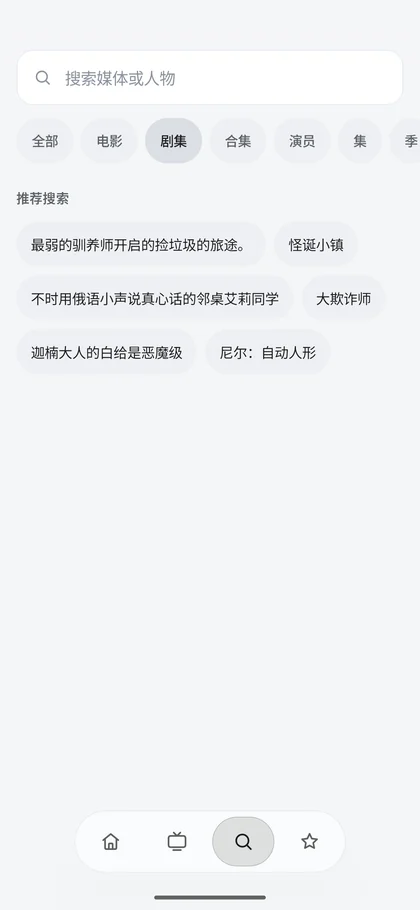 搜索媒体或人物
全部 电影 剧集 合集 演员 集 季
推荐搜索
最弱的驯养师开启的捡垃圾的旅途。 怪诞小镇
不时用俄语小声说真心话的邻桌艾莉同学 大欺诈师
迦楠大人的白给是恶魔级 尼尔：自动人形